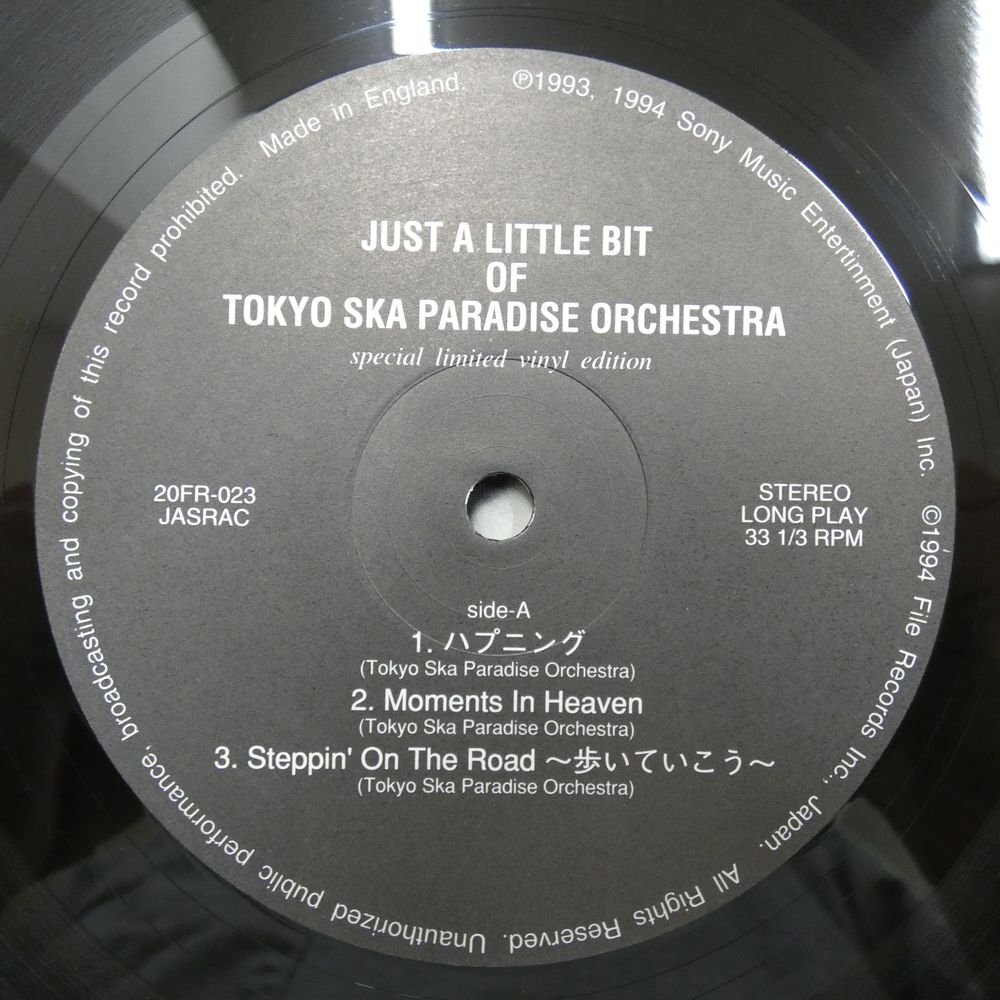 JUST A LITTLE BIT
OF
TOKYO SKA PARADISE ORCHESTRA
special limited vinyl edition
20FR-023
JASRAC
STEREO
LONG PLAY
33 1/3 RPM
side-A
1. ハプニング
(Tokyo Ska Paradise Orchestra)
2. Moments In Heaven
(Tokyo Ska Paradise Orchestra)
3. Steppin' On The Road 〜歩いていこう〜
(Tokyo Ska Paradise Orchestra)
℗1993, 1994 Sony Music Entertinment (Japan) Inc. ©1994 File Records Inc., Japan. All Rights Reserved. Unauthorized public performance, broadcasting and copying of this record prohibited. Made in England.